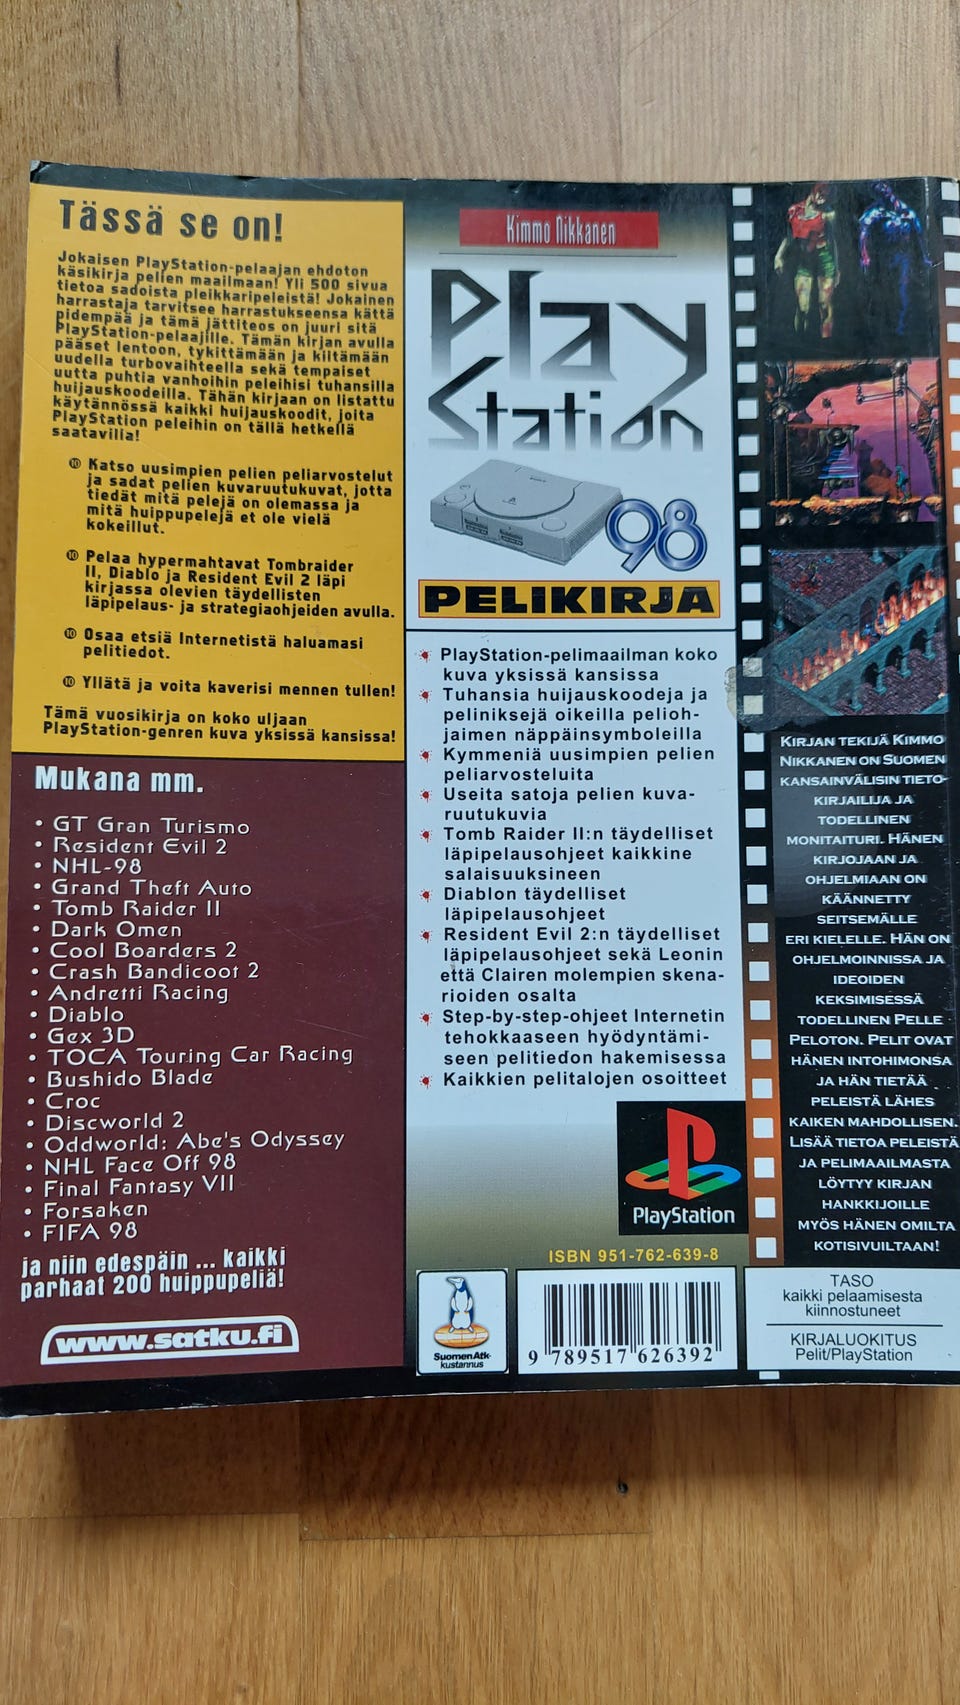 Tässä se on!
Jokaisen PlayStation-pelaajan ehdoton
käsikirja pelien maailmaan! Yli 500 sivua
tietoa sadoista pleikkaripeleistä! Jokainen
harrastaja tarvitsee harrastukseensa kättä
pidempää ja tämä jättiteos on juuri sitä
PlayStation-pelaajille. Tämän kirjan avulla
pääset lentoon, tykittämään ja kiitämään
uudella turbovaihteella sekä tempaiset
uutta puhtia vanhoihin peleihisi tuhansilla
huijauskoodeilla. Tähän kirjaan on listattu
käytännössä kaikki huijauskoodit, joita
PlayStation peleihin on tällä hetkellä
saatavilla!
Katso uusimpien pelien peliarvostelut
ja sadat pelien kuvaruutukuvat, jotta
tiedät mitä pelejä on olemassa ja
mitä huippupelejä et ole vielä
kokeillut.
Pelaa hypermahtavat Tombraider
II, Diablo ja Resident Evil 2 läpi
kirjassa olevien täydellisten
läpipelaus- ja strategiaohjeiden avulla.
Osaa etsiä Internetistä haluamasi
pelitiedot.
Yllätä ja voita kaverisi mennen tullen!
Tämä vuosikirja on koko uljaan
PlayStation-genren kuva yksissä kansissa!
Mukana mm.
• GT Gran Turismo
• Resident Evil 2
• NHL-98
• Grand Theft Auto
• Tomb Raider II
• Dark Omen
• Cool Boarders 2
• Crash Bandicoot 2
• Andretti Racing
• Diablo
• Gex 3D
• TOCA Touring Car Racing
• Bushido Blade
• Croc
• Discworld 2
• Oddworld: Abe's Odyssey
• NHL Face Off 98
• Final Fantasy VII
• Forsaken
• FIFA 98
ja niin edespäin ... kaikki
parhaat 200 huippupeliä!
www.satku.fi
Kimmo Nikkanen
Play
Station
98
PELIKIRJA
PlayStation-pelimaailman koko
kuva yksissä kansissa
Tuhansia huijauskoodeja ja
peliniksejä oikeilla pelioh-
jaimen näppäinsymboleilla
Kymmeniä uusimpien pelien
peliarvosteluita
Useita satoja pelien kuva-
ruutukuvia
Tomb Raider II:n täydelliset
läpipelausohjeet kaikkine
salaisuuksineen
Diablon täydelliset
läpipelausohjeet
Resident Evil 2:n täydelliset
läpipelausohjeet sekä Leonin
että Clairen molempien skena-
rioiden osalta
Step-by-step-ohjeet Internetin
tehokkaaseen hyödyntämi-
seen pelitiedon hakemisessa
Kaikkien pelitalojen osoitteet
PlayStation
ISBN 951-762-639-8
Suomen Atk-
kustannus
9 789517 626392
KIRJAN TEKIJÄ KIMMO
NIKKANEN ON SUOMEN
KANSAINVÄLISIN TIETO-
KIRJAILIJA JA
TODELLINEN
MONITAITURI. HÄNEN
KIRJOJAAN JA
OHJELMIAAN ON
KÄÄNNETTY
SEITSEMÄLLE
ERI KIELELLE. HÄN ON
OHJELMOINNISSA JA
IDEOIDEN
KEKSIMISESSÄ
TODELLINEN PELLE
PELOTON. PELIT OVAT
HÄNEN INTOHIMONSA
JA HÄN TIETÄÄ
PELEISTÄ LÄHES
KAIKEN MAHDOLLISEN.
LISÄÄ TIETOA PELEISTÄ
JA PELIMAAILMASTA
LÖYTYY KIRJAN
HANKKIJOILLE
MYÖS HÄNEN OMILTA
KOTISIVUILTAAN!
TASO
kaikki pelaamisesta
kiinnostuneet
KIRJALUOKITUS
Pelit/PlayStation